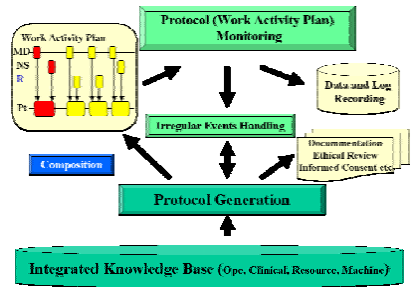 Protocol (Work Activity Plan)
Monitoring
Work Activity Plan
MD
NS
R
Pt
Data and Log
Recording
Irregular Events Handling
Documentation
Ethical Review
Informed Consent etc
Composition
Protocol Generation
Integrated Knowledge Base (Ope, Clinical, Resource, Machine)